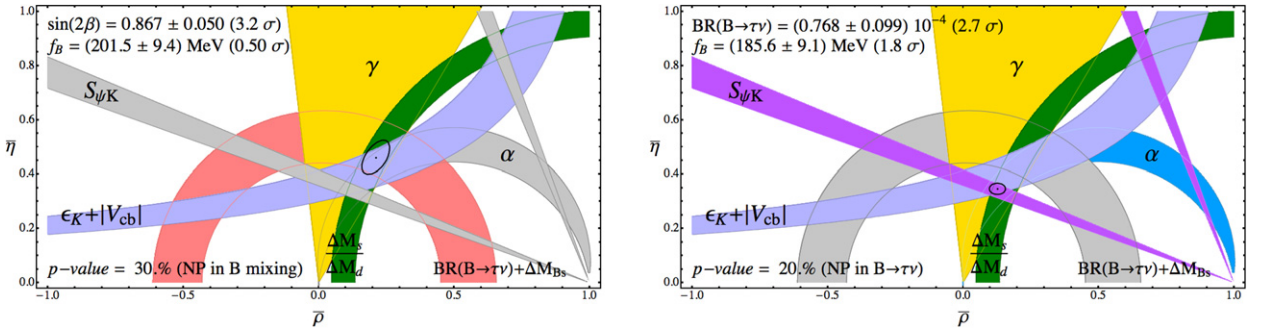 sin(2β) = 0.867 ± 0.050 (3.2 σ)
f_B = (201.5 ± 9.4) MeV (0.50 σ)
γ
S_ψK
α
ϵ_K+|V_cb|
ΔM_s
ΔM_d
p-value = 30.% (NP in B mixing)
BR(B→τν)+ΔM_Bs
η̄
1.0
0.8
0.6
0.4
0.2
0.0
-1.0
-0.5
0.0
0.5
1.0
ρ̄
BR(B→τν) = (0.768 ± 0.099) 10^-4 (2.7 σ)
f_B = (185.6 ± 9.1) MeV (1.8 σ)
γ
S_ψK
α
ϵ_K+|V_cb|
ΔM_s
ΔM_d
p-value = 20.% (NP in B→τν)
BR(B→τν)+ΔM_Bs
η̄
1.0
0.8
0.6
0.4
0.2
0.0
-1.0
-0.5
0.0
0.5
1.0
ρ̄